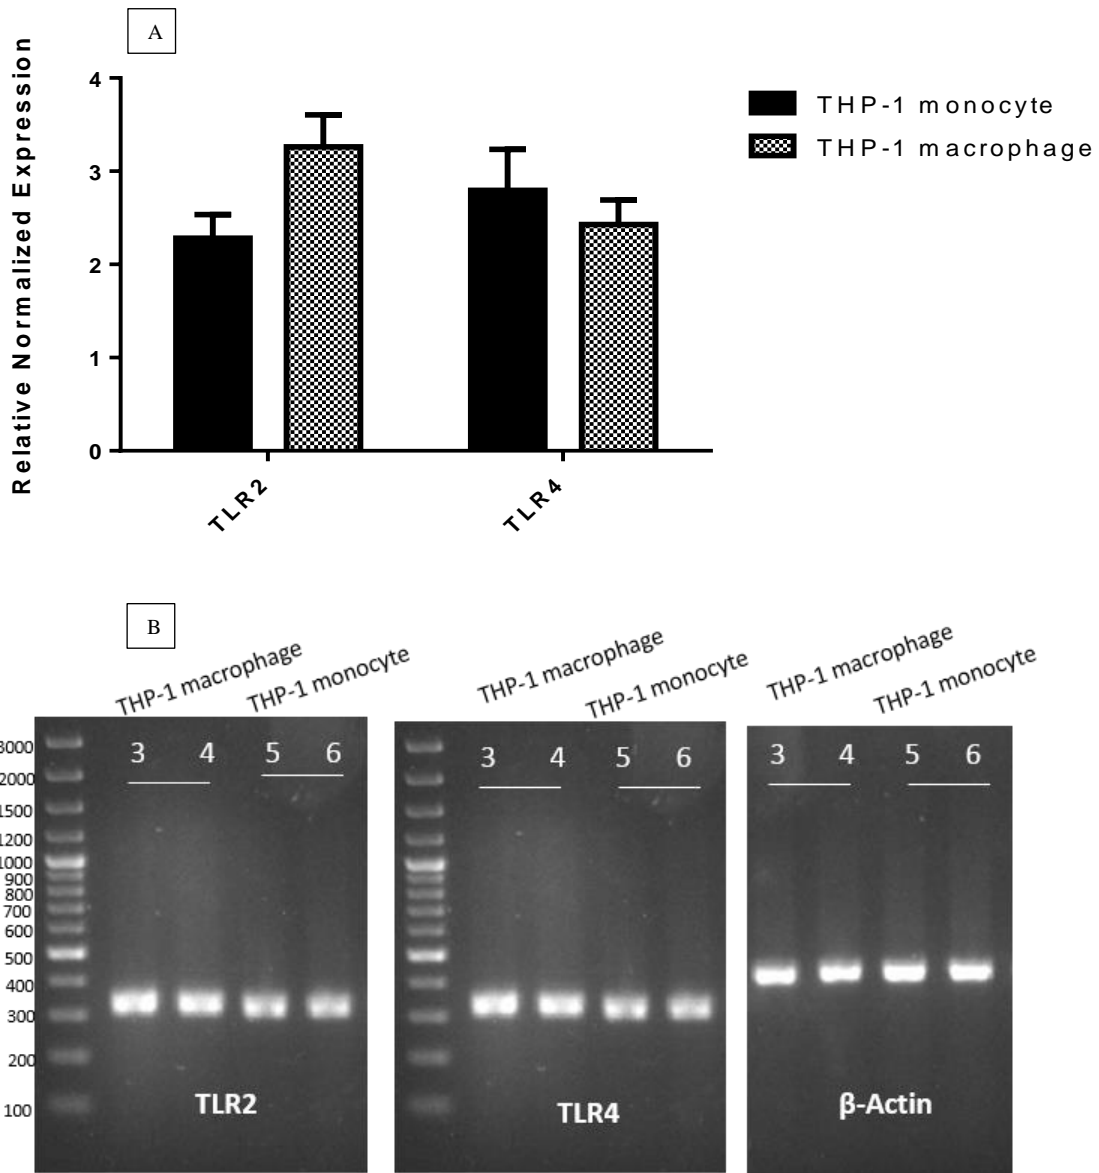 A
Relative Normalized Expression
4
3
2
1
0
TLR2
TLR4
THP-1 monocyte
THP-1 macrophage
B
THP-1 macrophage
THP-1 monocyte
THP-1 macrophage
THP-1 monocyte
THP-1 macrophage
THP-1 monocyte
3 4 5 6
3 4 5 6
3 4 5 6
3000
2000
1500
1200
1000
900
800
700
600
500
400
300
200
100
TLR2
TLR4
β-Actin